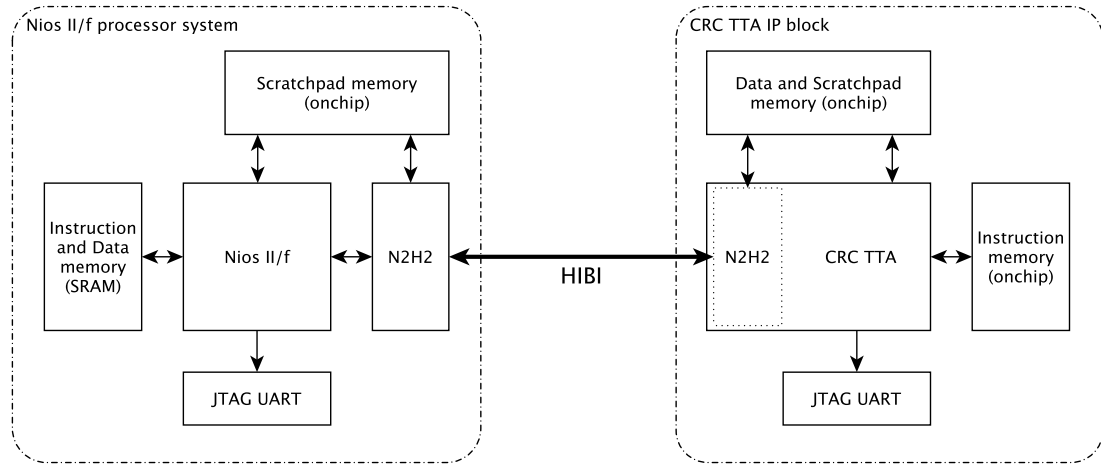 Nios II/f processor system
Scratchpad memory
(onchip)
Instruction
and Data
memory
(SRAM)
Nios II/f
N2H2
JTAG UART
HIBI
CRC TTA IP block
Data and Scratchpad
memory (onchip)
N2H2
CRC TTA
Instruction
memory
(onchip)
JTAG UART